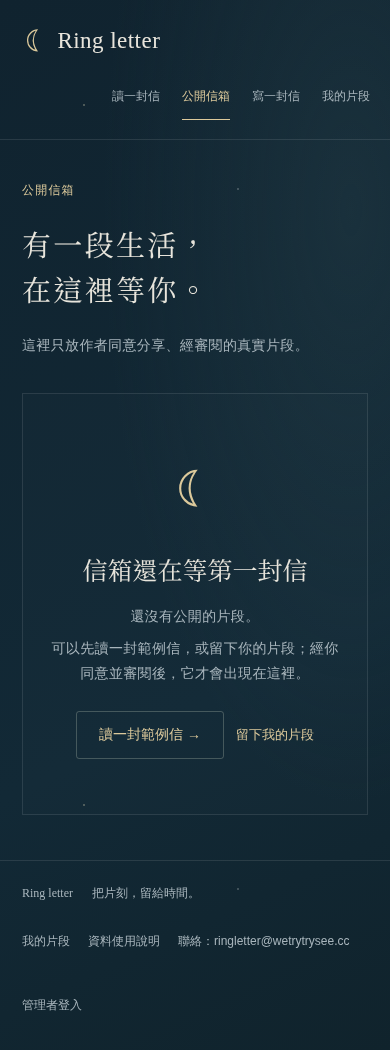 Ring letter
讀一封信 公開信箱 寫一封信 我的片段
公開信箱
有一段生活，
在這裡等你。
這裡只放作者同意分享、經審閱的真實片段。
信箱還在等第一封信
還沒有公開的片段。
可以先讀一封範例信，或留下你的片段；經你
同意並審閱後，它才會出現在這裡。
讀一封範例信 → 留下我的片段
Ring letter 把片刻，留給時間。
我的片段 資料使用說明 聯絡：ringletter@wetrytrysee.cc
管理者登入